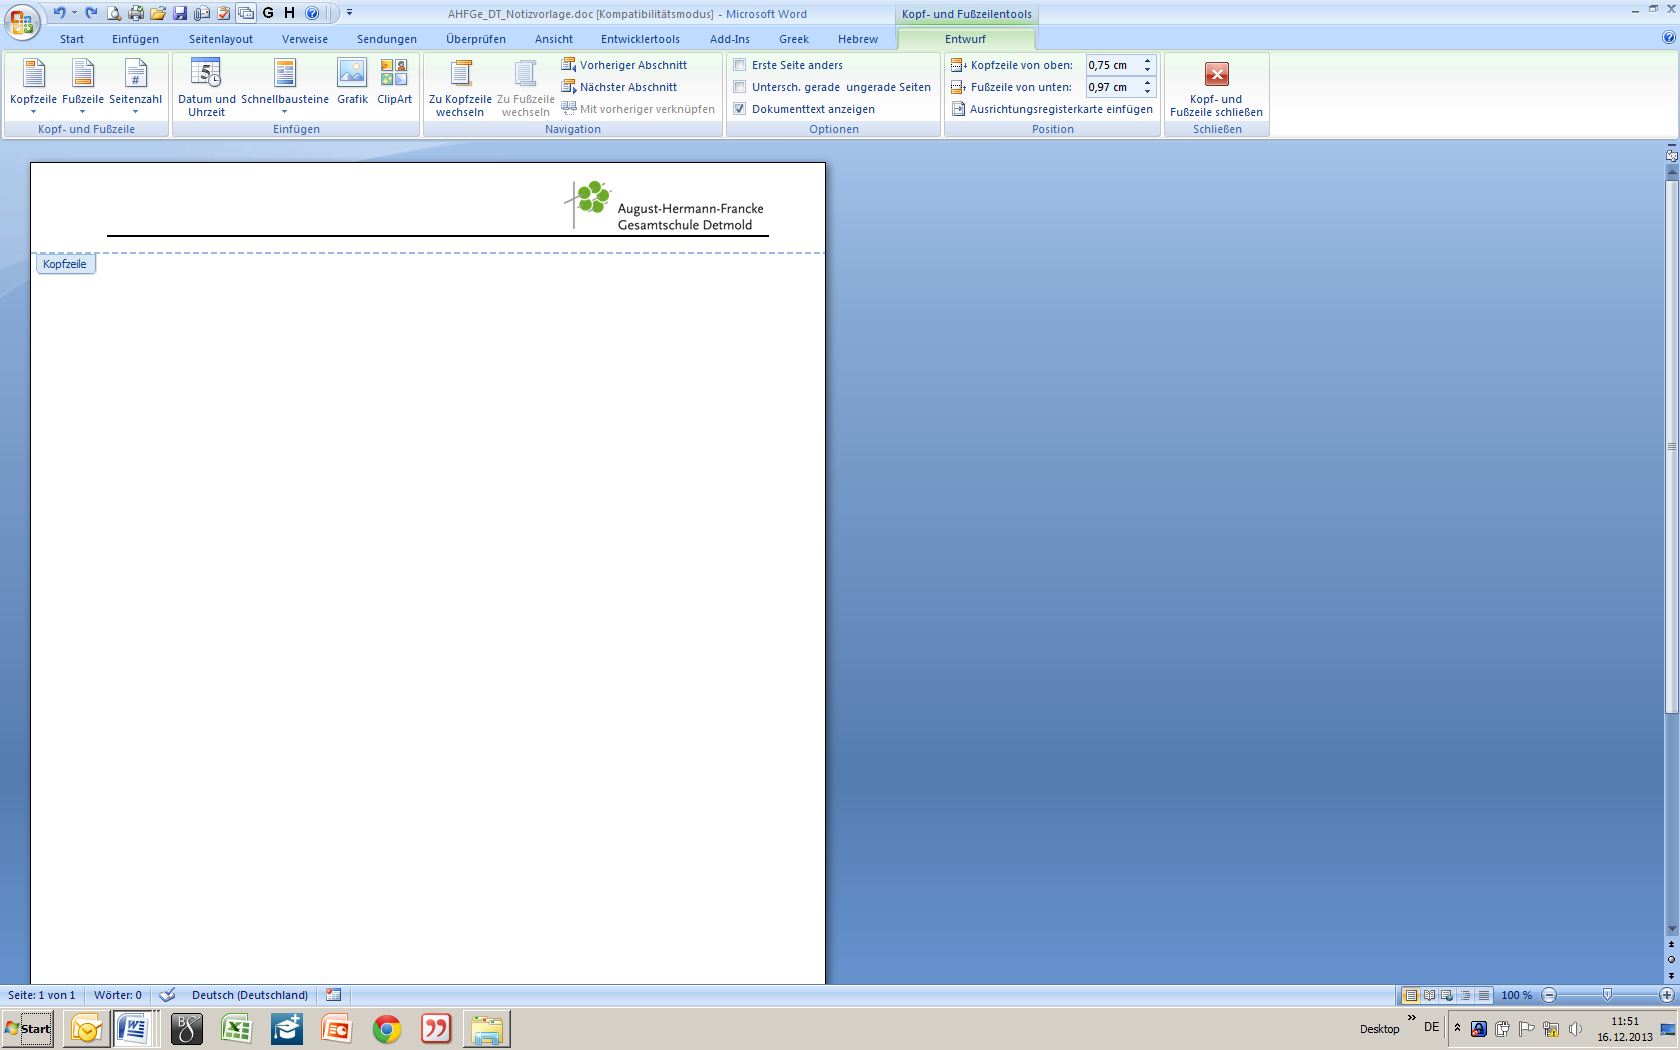 G H
AHFGe_DT_Notizvorlage.doc [Kompatibilitätsmodus] - Microsoft Word
Kopf- und Fußzeilentools
Start Einfügen Seitenlayout Verweise Sendungen Überprüfen Ansicht Entwicklertools Add-Ins Greek Hebrew Entwurf
Kopfzeile Fußzeile Seitenzahl
Kopf- und Fußzeile
Datum und Uhrzeit
Schnellbausteine
Grafik
ClipArt
Einfügen
Zu Kopfzeile wechseln
Zu Fußzeile wechseln
Vorheriger Abschnitt
Nächster Abschnitt
Mit vorheriger verknüpfen
Navigation
Erste Seite anders
Untersch. gerade ungerade Seiten
Dokumenttext anzeigen
Optionen
Kopfzeile von oben: 0,75 cm
Fußzeile von unten: 0,97 cm
Ausrichtungsregisterkarte einfügen
Position
Kopf- und
Fußzeile schließen
Schließen
August-Hermann-Francke
Gesamtschule Detmold
Kopfzeile
Seite: 1 von 1 Wörter: 0 Deutsch (Deutschland) 100 %
Start
Desktop
DE
11:51
16.12.2013